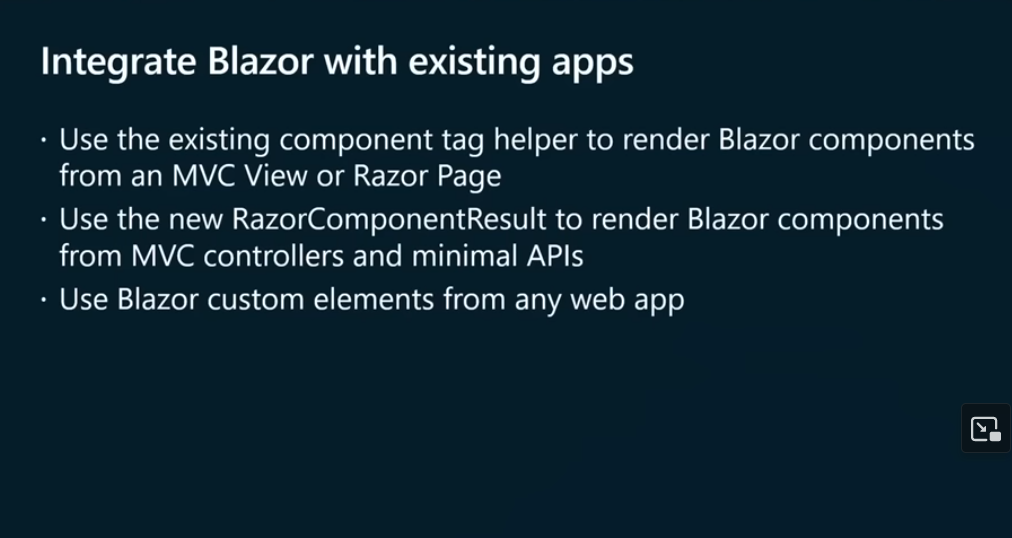 Integrate Blazor with existing apps
· Use the existing component tag helper to render Blazor components
from an MVC View or Razor Page
· Use the new RazorComponentResult to render Blazor components
from MVC controllers and minimal APIs
· Use Blazor custom elements from any web app